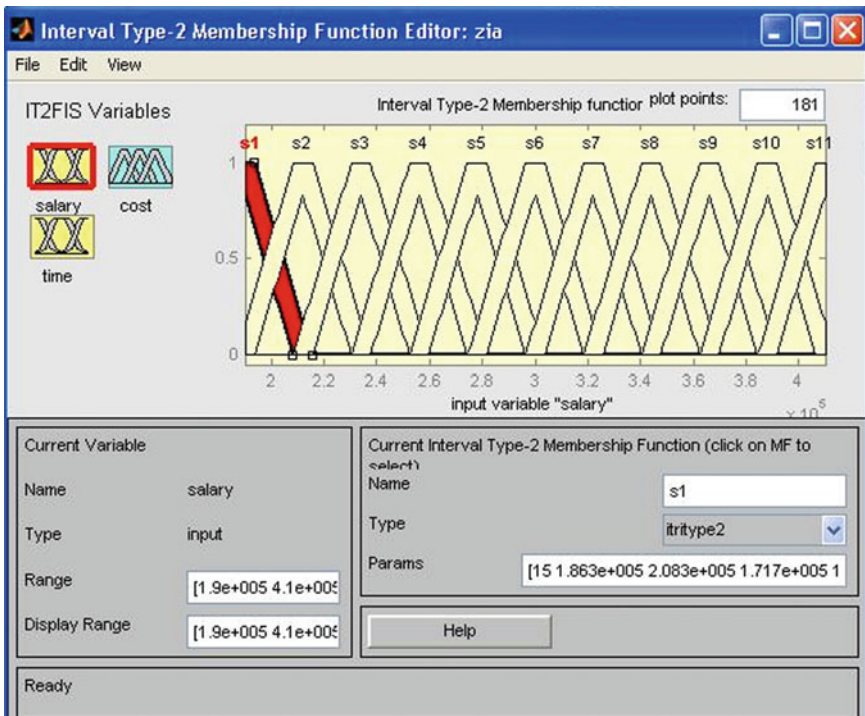 Interval Type-2 Membership Function Editor: zia
File Edit View
IT2FIS Variables
salary
cost
time
Interval Type-2 Membership function plot points: 181
s1 s2 s3 s4 s5 s6 s7 s8 s9 s10 s11
1
0.5
0
2 2.2 2.4 2.6 2.8 3 3.2 3.4 3.6 3.8 4
input variable "salary"
x 10
Current Variable
Name salary
Type input
Range [1.9e+005 4.1e+005
Display Range [1.9e+005 4.1e+005
Current Interval Type-2 Membership Function (click on MF to
select)
Name s1
Type itritype2
Params [15 1.863e+005 2.083e+005 1.717e+005 1
Help
Ready